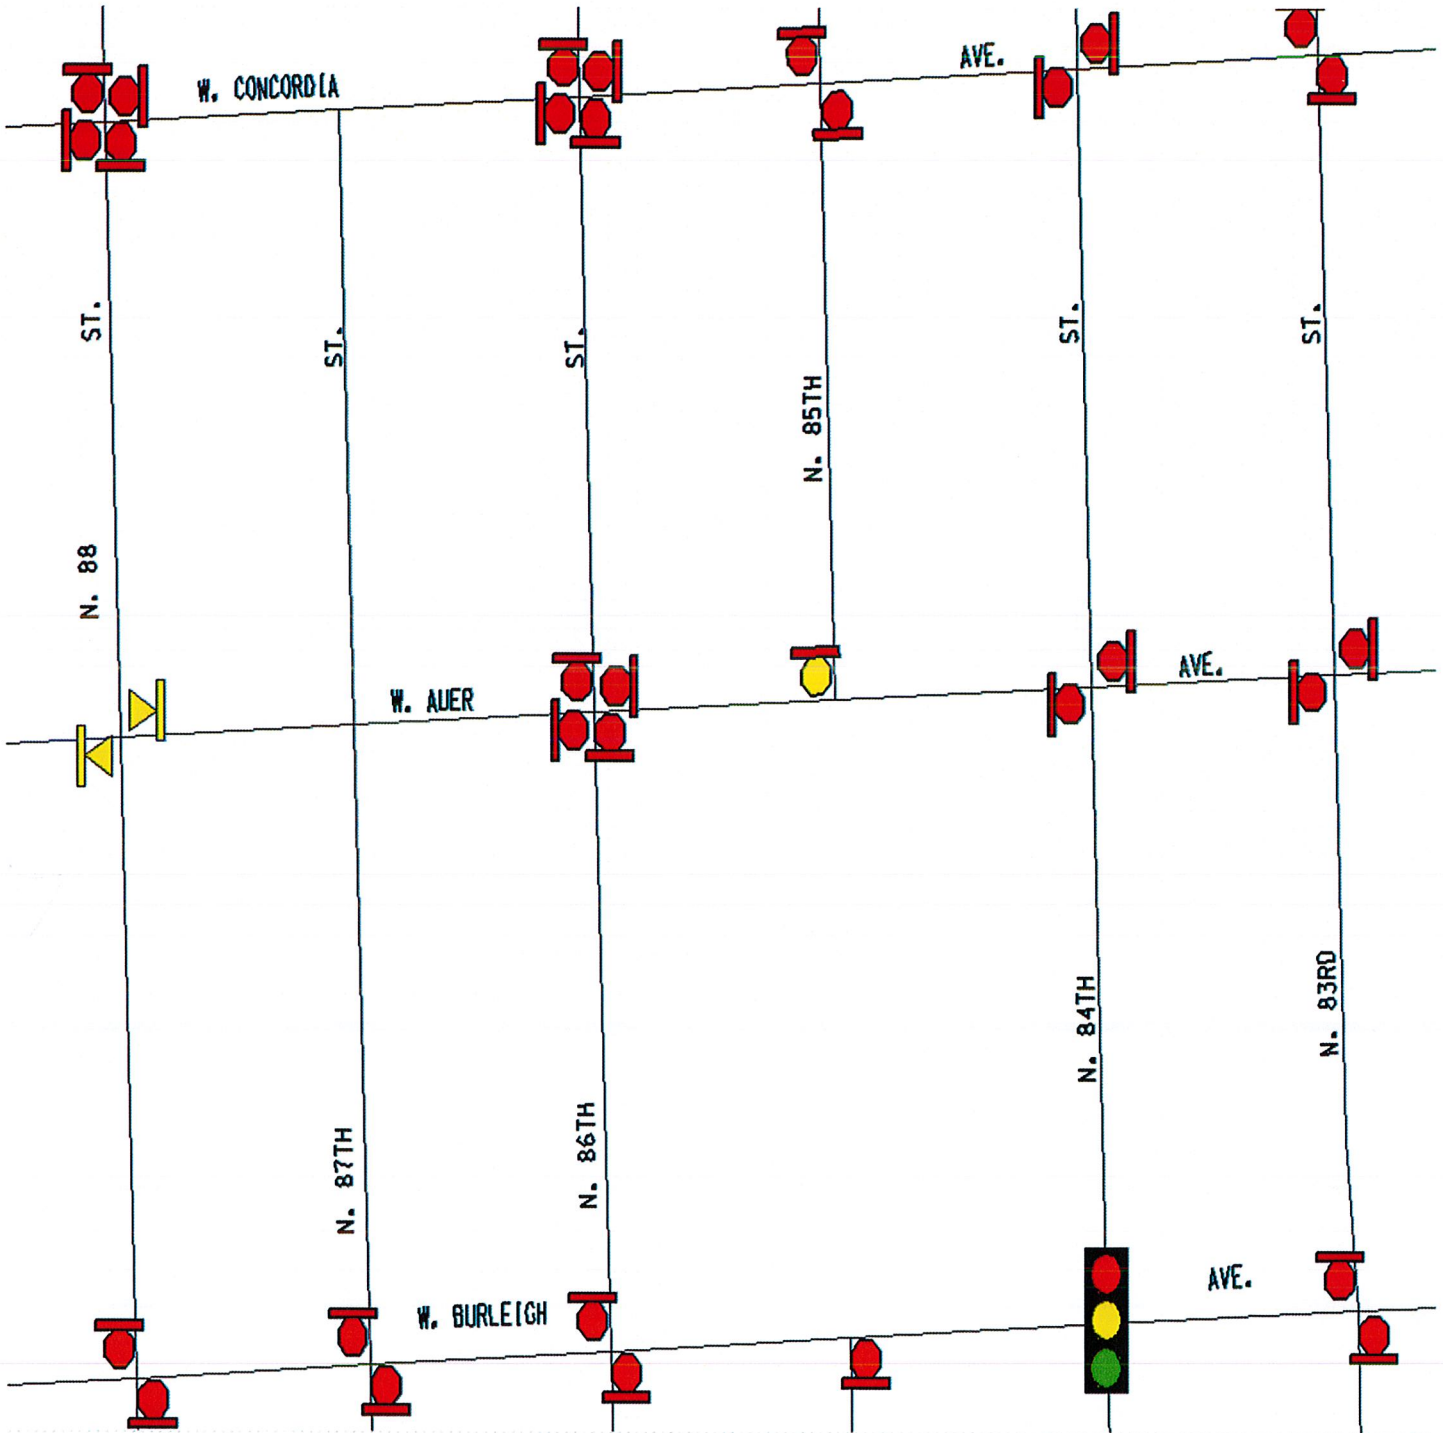 W. CONCORDIA AVE.
N. 88 ST.
N. 87TH ST.
N. 86TH ST.
N. 85TH
N. 84TH ST.
N. 83RD ST.
W. AUER AVE.
W. BURLEIGH AVE.